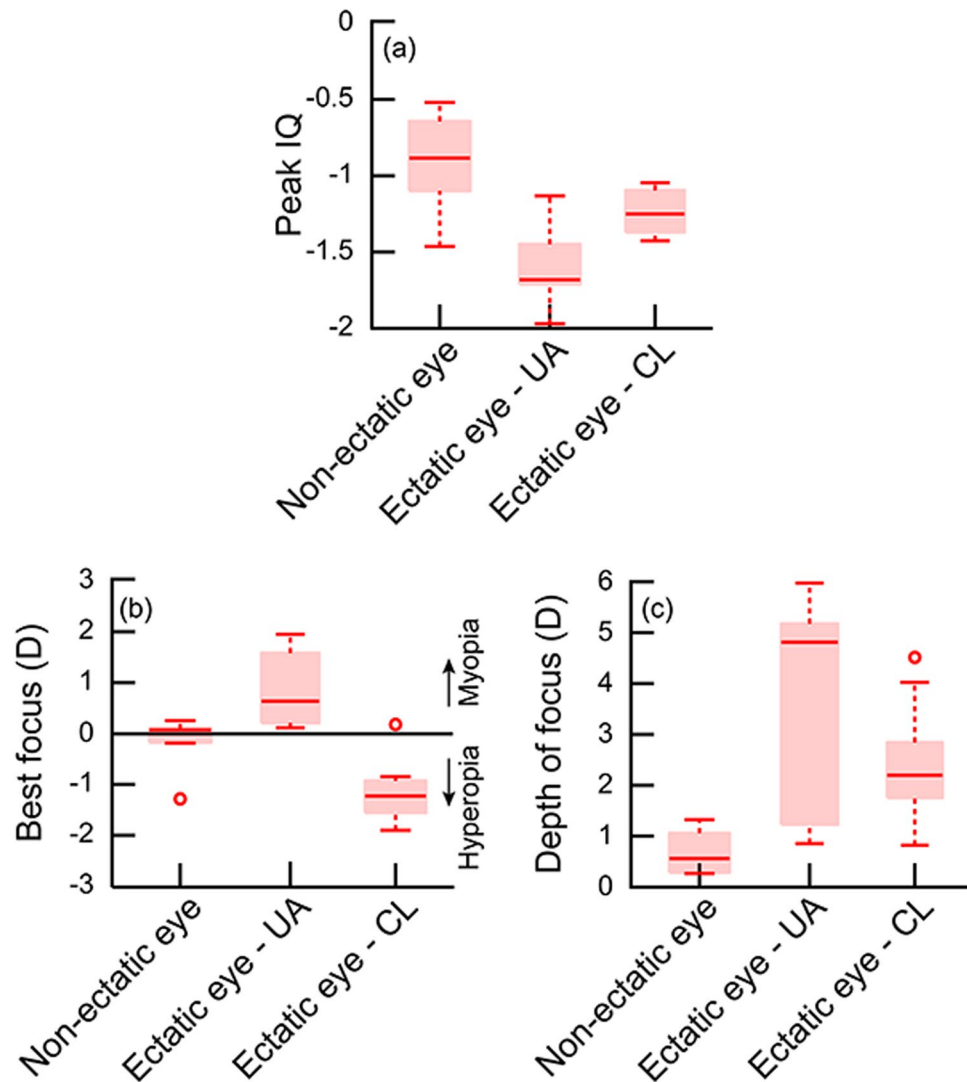 (a)
Peak IQ
0
-0.5
-1
-1.5
-2
Non-ectatic eye
Ectatic eye - UA
Ectatic eye - CL
(b)
Best focus (D)
3
2
1
0
-1
-2
-3
Myopia
Hyperopia
Non-ectatic eye
Ectatic eye - UA
Ectatic eye - CL
(c)
Depth of focus (D)
6
5
4
3
2
1
0
Non-ectatic eye
Ectatic eye - UA
Ectatic eye - CL